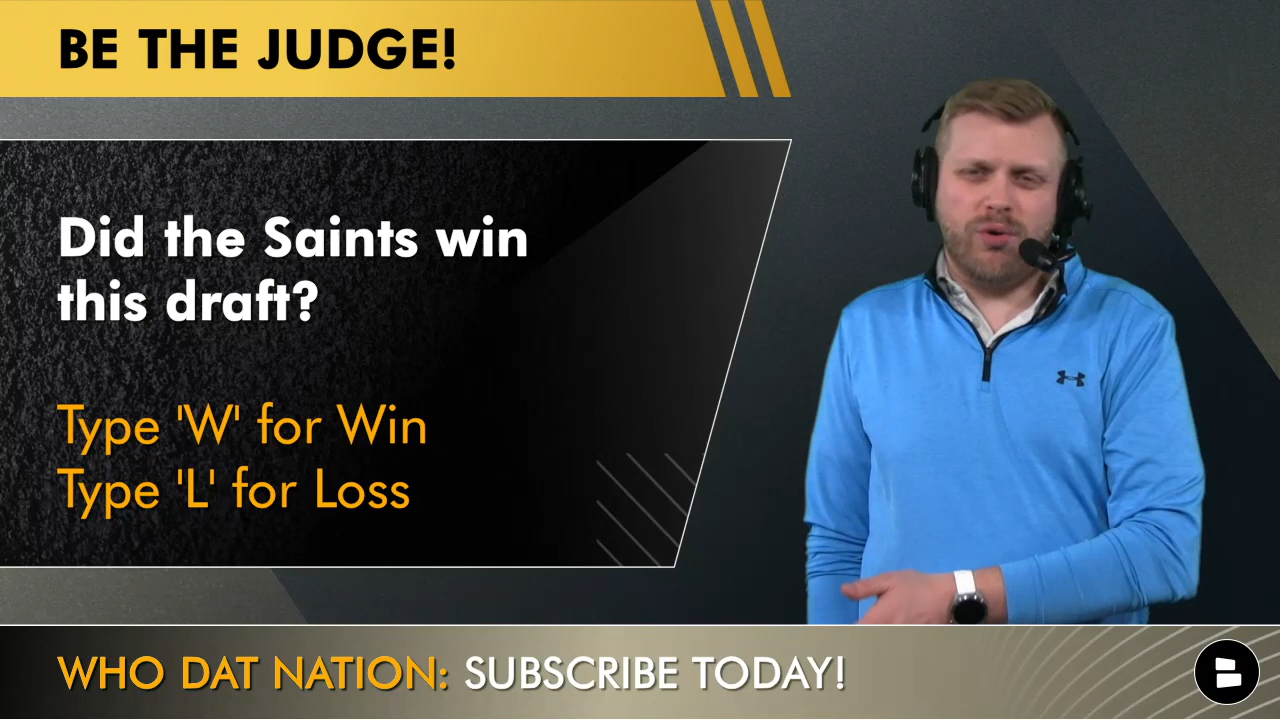 BE THE JUDGE!
Did the Saints win
this draft?
Type 'W' for Win
Type 'L' for Loss
WHO DAT NATION: SUBSCRIBE TODAY!